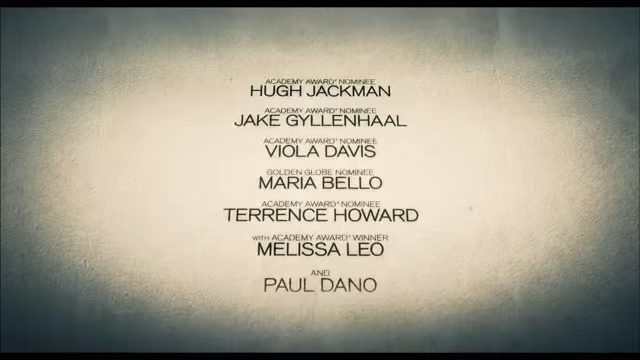 ACADEMY AWARD® NOMINEE
HUGH JACKMAN
ACADEMY AWARD® NOMINEE
JAKE GYLLENHAAL
ACADEMY AWARD® NOMINEE
VIOLA DAVIS
GOLDEN GLOBE NOMINEE
MARIA BELLO
ACADEMY AWARD® NOMINEE
TERRENCE HOWARD
WITH ACADEMY AWARD® WINNER
MELISSA LEO
AND
PAUL DANO